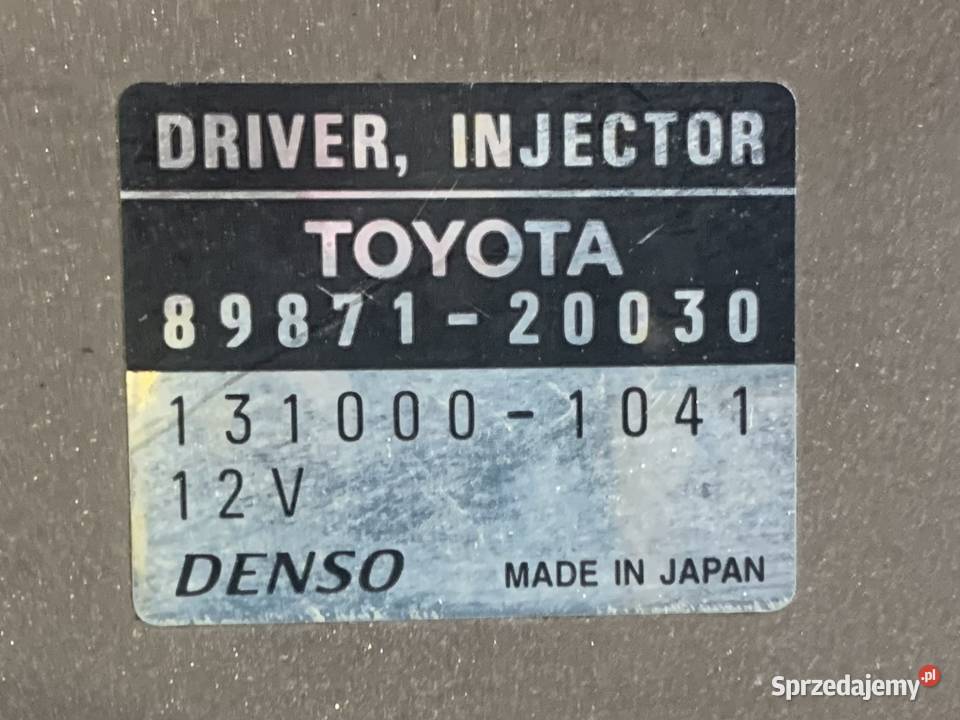 DRIVER, INJECTOR
TOYOTA
89871-20030
131000-1041
12V
DENSO
MADE IN JAPAN
Sprzedajemy.pl